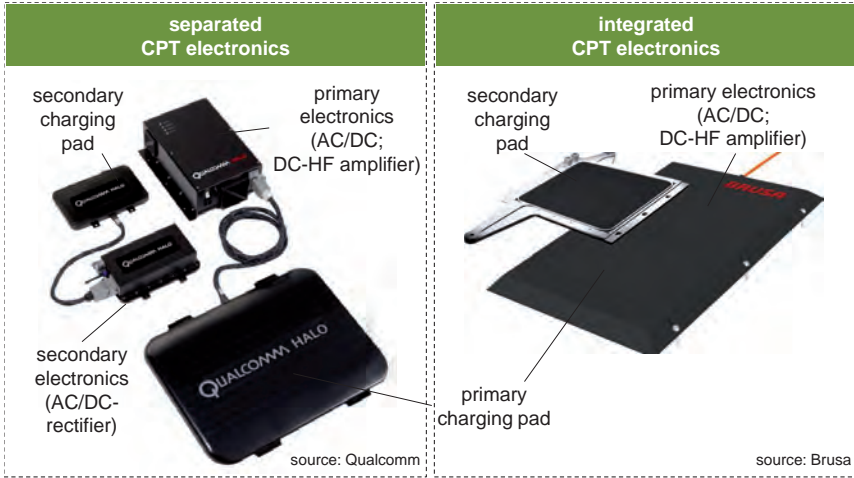 separated
CPT electronics
secondary
charging
pad
primary
electronics
(AC/DC;
DC-HF amplifier)
QUALCOMM HALO
QUALCOMM HALO
QUALCOMM HALO
QUALCOMM HALO
secondary
electronics
(AC/DC-
rectifier)
source: Qualcomm
integrated
CPT electronics
secondary
charging
pad
primary electronics
(AC/DC;
DC-HF amplifier)
BRUSA
primary
charging pad
source: Brusa